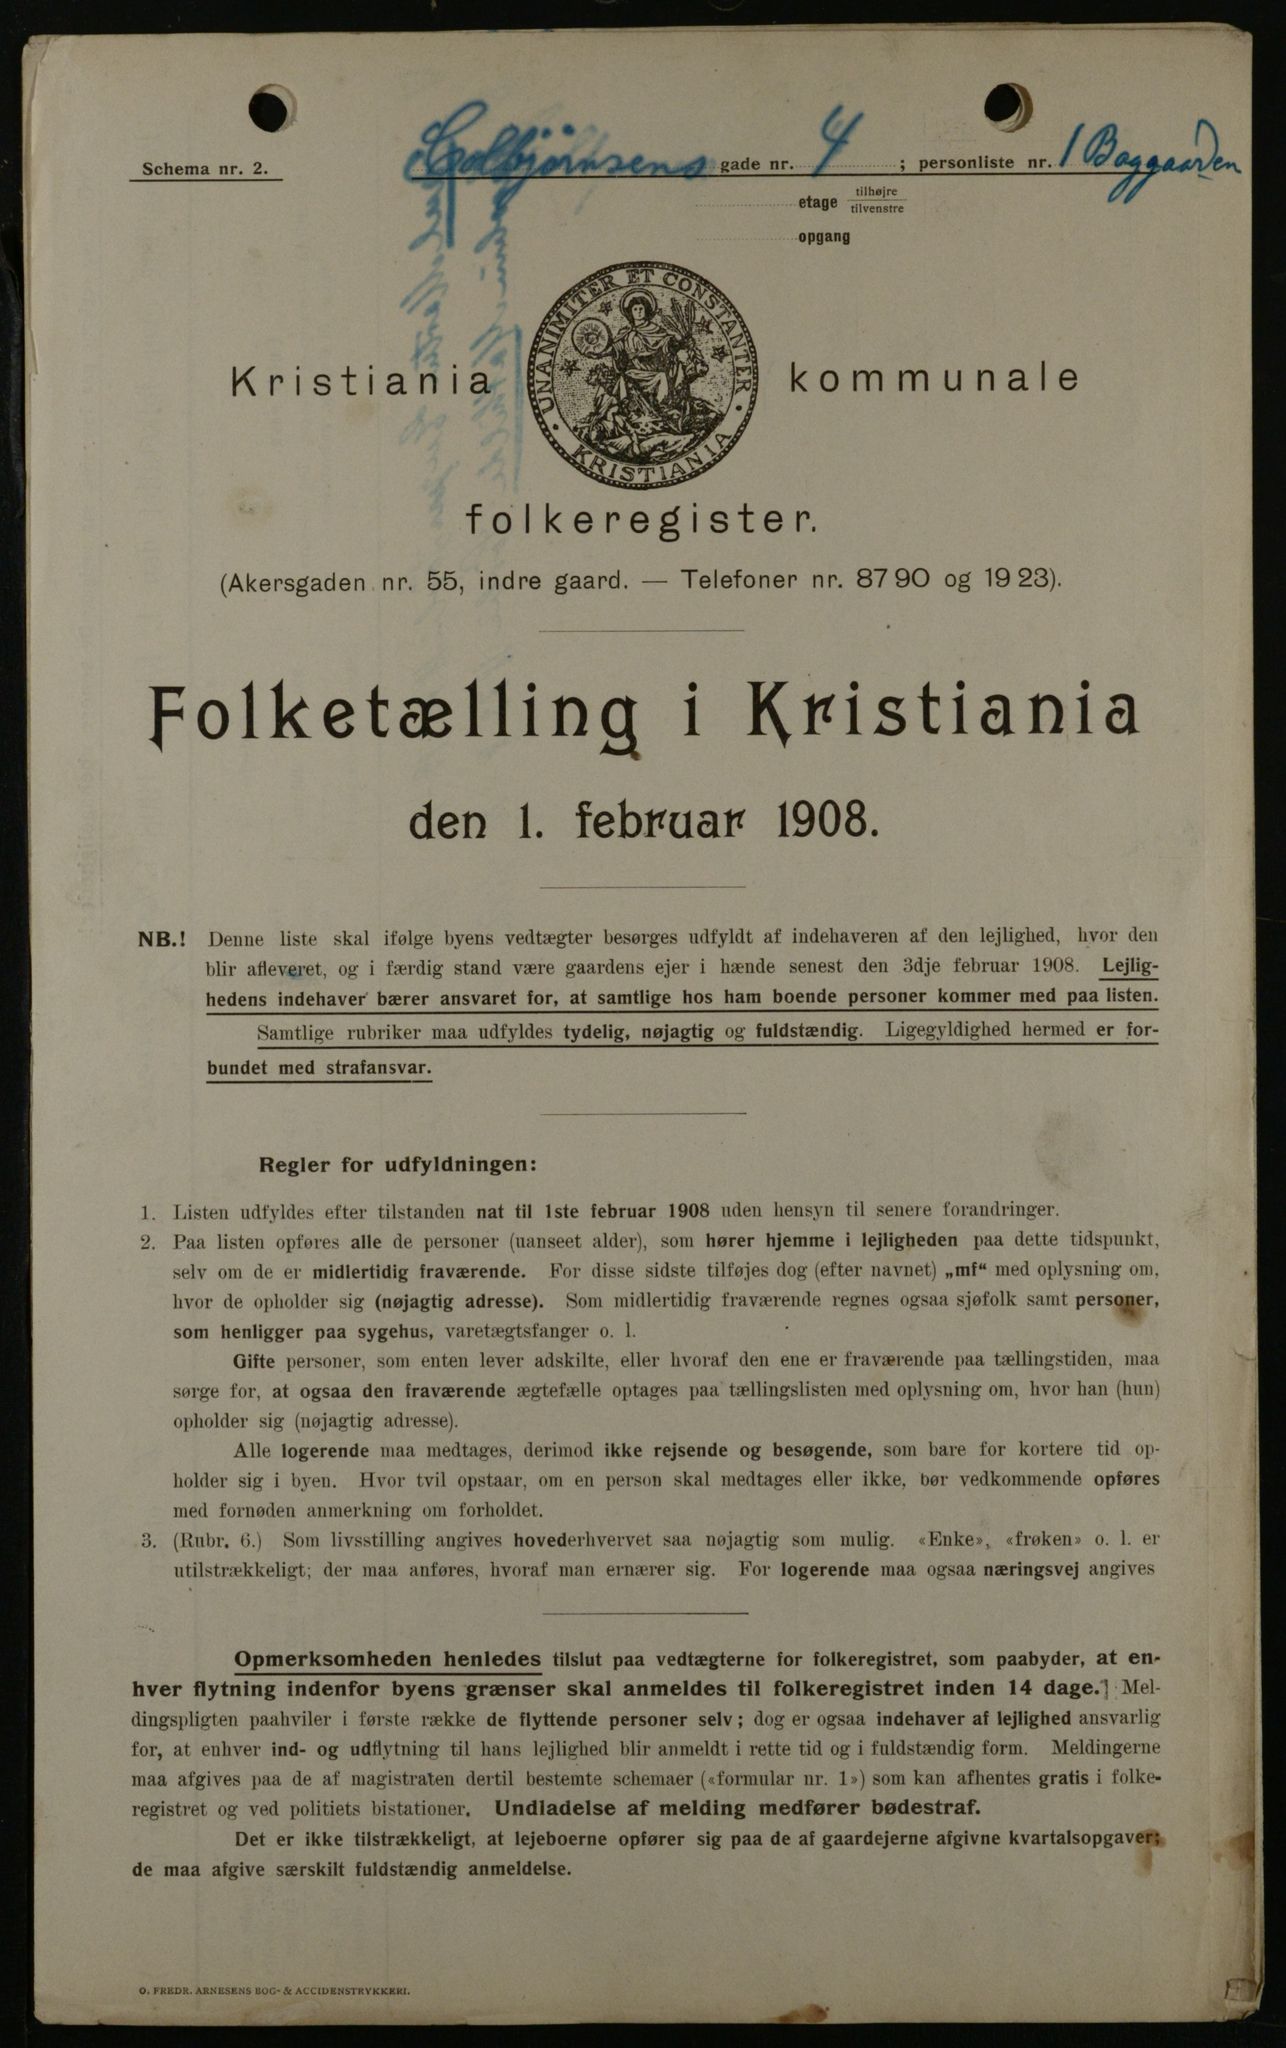 Schema nr. 2.
Colbjørnsens gade nr. 4 ; personliste nr. 1 Baggaarden
etage tilhøjre
tilvenstre
opgang
UNANIMITER ET CONSTANTER
KRISTIANIA
Kristiania kommunale
folkeregister.
(Akersgaden nr. 55, indre gaard. — Telefoner nr. 87 90 og 19 23).
Folketælling i Kristiania
den 1. februar 1908.
NB.! Denne liste skal ifølge byens vedtægter besørges udfyldt af indehaveren af den lejlighed, hvor den
blir afleveret, og i færdig stand være gaardens ejer i hænde senest den 3dje februar 1908. Lejlig-
hedens indehaver bærer ansvaret for, at samtlige hos ham boende personer kommer med paa listen.
Samtlige rubriker maa udfyldes tydelig, nøjagtig og fuldstændig. Ligegyldighed hermed er for-
bundet med strafansvar.
Regler for udfyldningen:
1. Listen udfyldes efter tilstanden nat til 1ste februar 1908 uden hensyn til senere forandringer.
2. Paa listen opføres alle de personer (uanseet alder), som hører hjemme i lejligheden paa dette tidspunkt,
selv om de er midlertidig fraværende. For disse sidste tilføjes dog (efter navnet) „mf“ med oplysning om,
hvor de opholder sig (nøjagtig adresse). Som midlertidig fraværende regnes ogsaa sjøfolk samt personer,
som henligger paa sygehus, varetægtsfanger o. l.
Gifte personer, som enten lever adskilte, eller hvoraf den ene er fraværende paa tællingstiden, maa
sørge for, at ogsaa den fraværende ægtefælle optages paa tællingslisten med oplysning om, hvor han (hun)
opholder sig (nøjagtig adresse).
Alle logerende maa medtages, derimod ikke rejsende og besøgende, som bare for kortere tid op-
holder sig i byen. Hvor tvil opstaar, om en person skal medtages eller ikke, bør vedkommende opføres
med fornøden anmerkning om forholdet.
3. (Rubr. 6.) Som livsstilling angives hovederhvervet saa nøjagtig som mulig. «Enke», «frøken» o. l. er
utilstrækkeligt; der maa anføres, hvoraf man ernærer sig. For logerende maa ogsaa næringsvej angives
Opmerksomheden henledes tilslut paa vedtægterne for folkeregistret, som paabyder, at en-
hver flytning indenfor byens grænser skal anmeldes til folkeregistret inden 14 dage. Mel-
dingspligten paahviler i første række de flyttende personer selv; dog er ogsaa indehaver af lejlighed ansvarlig
for, at enhver ind- og udflytning til hans lejlighed blir anmeldt i rette tid og i fuldstændig form. Meldingerne
maa afgives paa de af magistraten dertil bestemte schemaer («formular nr. 1») som kan afhentes gratis i folke-
registret og ved politiets bistationer. Undladelse af melding medfører bødestraf.
Det er ikke tilstrækkeligt, at lejeboerne opfører sig paa de af gaardejerne afgivne kvartalsopgaver;
de maa afgive særskilt fuldstændig anmeldelse.
O. FREDR. ARNESENS BOG- & ACCIDENSTRYKKERI.